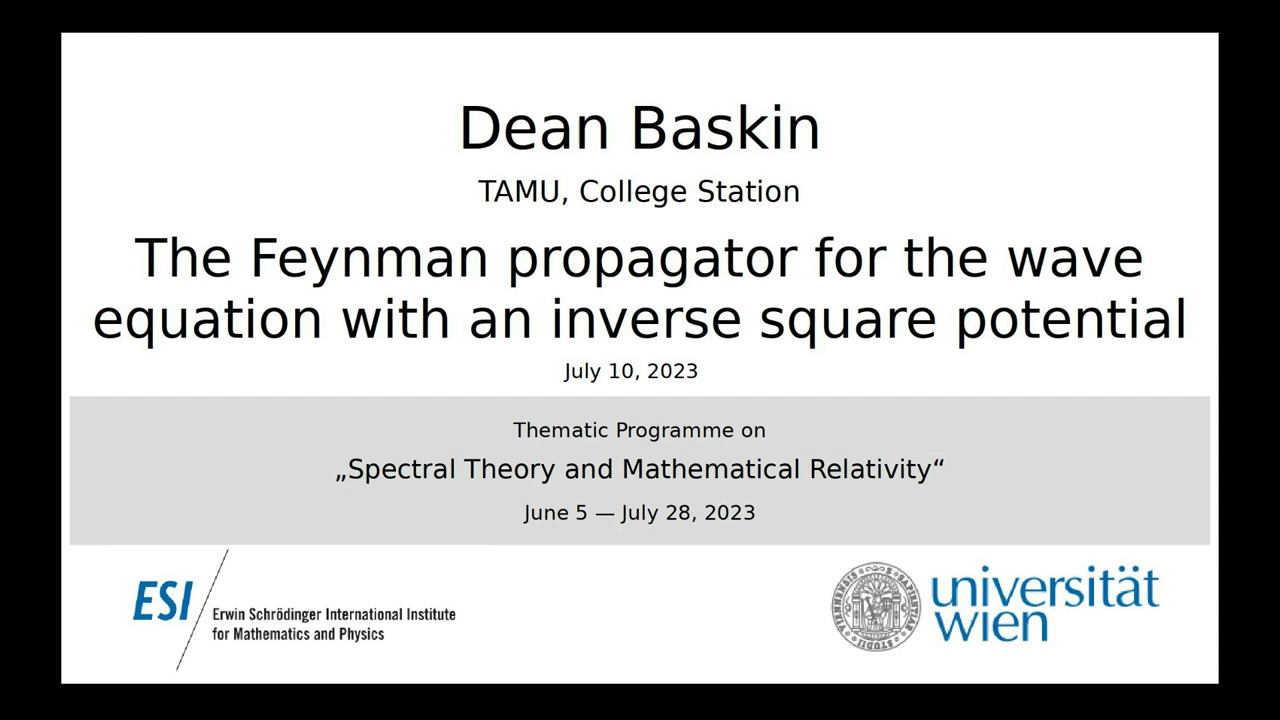 Dean Baskin
TAMU, College Station
The Feynman propagator for the wave
equation with an inverse square potential
July 10, 2023
Thematic Programme on
„Spectral Theory and Mathematical Relativity“
June 5 — July 28, 2023
ESI
Erwin Schrödinger International Institute
for Mathematics and Physics
universität
wien